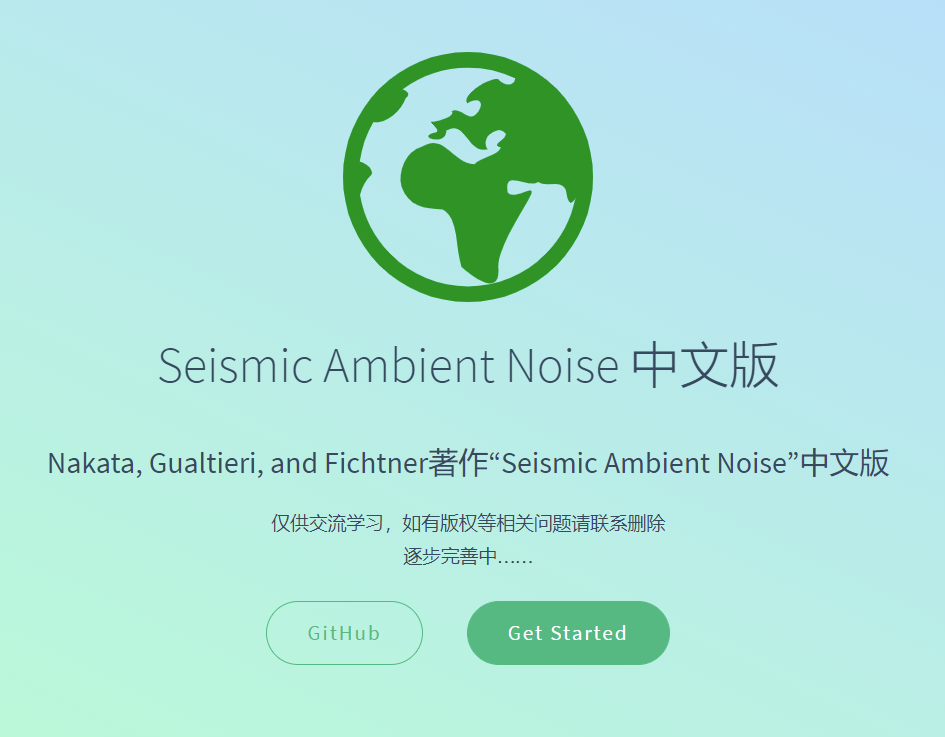 Seismic Ambient Noise 中文版
Nakata, Gualtieri, and Fichtner著作“Seismic Ambient Noise”中文版
仅供交流学习，如有版权等相关问题请联系删除
逐步完善中……
GitHub
Get Started